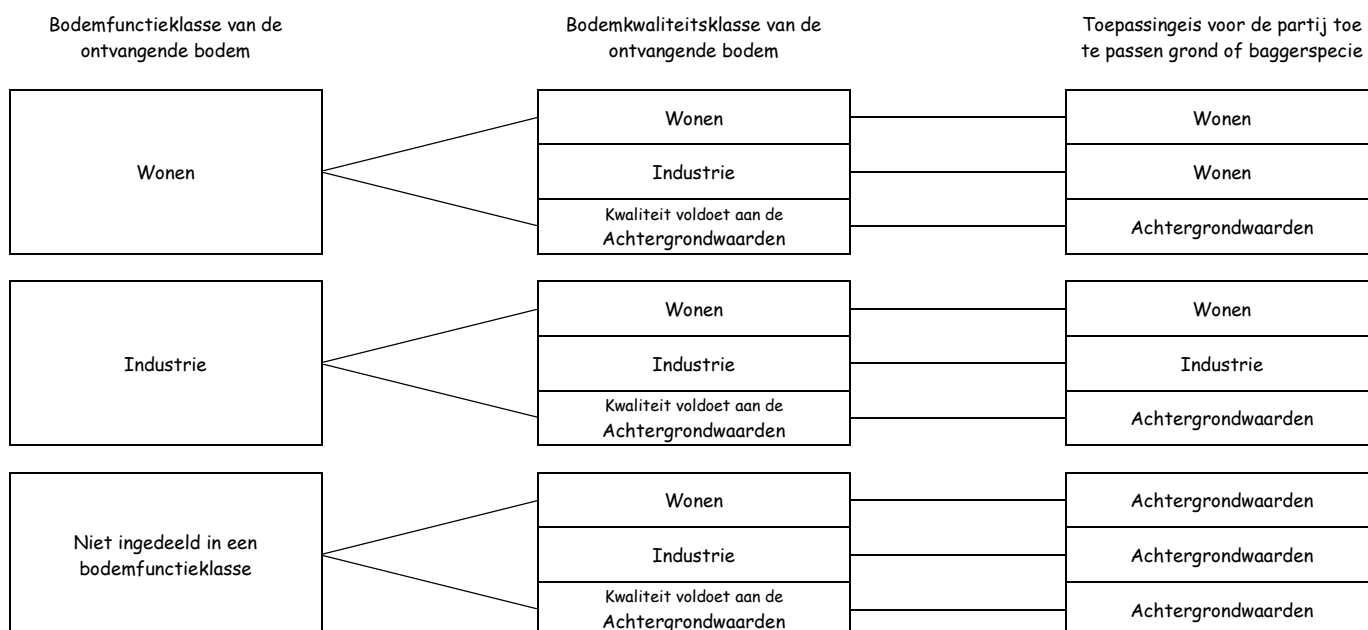 Bodemfunctieklasse van de
ontvangende bodem
Bodemkwaliteitsklasse van de
ontvangende bodem
Toepassingeis voor de partij toe
te passen grond of baggerspecie
Wonen
Wonen
Wonen
Industrie
Wonen
Kwaliteit voldoet aan de
Achtergrondwaarden
Achtergrondwaarden
Industrie
Wonen
Wonen
Industrie
Industrie
Kwaliteit voldoet aan de
Achtergrondwaarden
Achtergrondwaarden
Niet ingedeeld in een
bodemfunctieklasse
Wonen
Achtergrondwaarden
Industrie
Achtergrondwaarden
Kwaliteit voldoet aan de
Achtergrondwaarden
Achtergrondwaarden